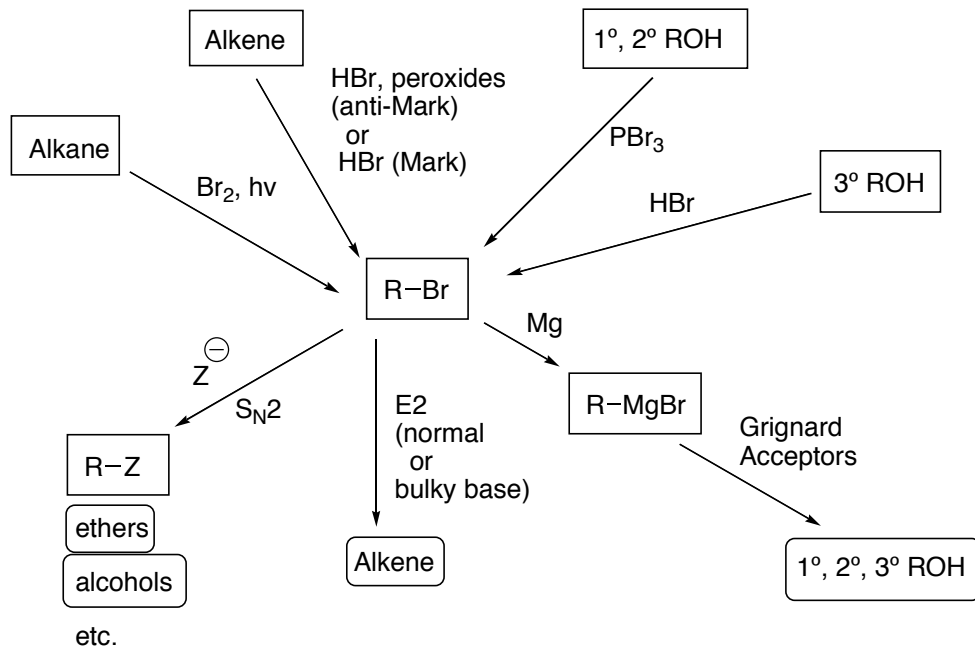 Alkene
1º, 2º ROH
HBr, peroxides
(anti-Mark)
or
HBr (Mark)
PBr₃
Alkane
Br₂, hv
3º ROH
HBr
R–Br
Mg
Z⊖
S_N2
E2
(normal
or
bulky base)
R–MgBr
Grignard
Acceptors
R–Z
ethers
alcohols
etc.
Alkene
1º, 2º, 3º ROH